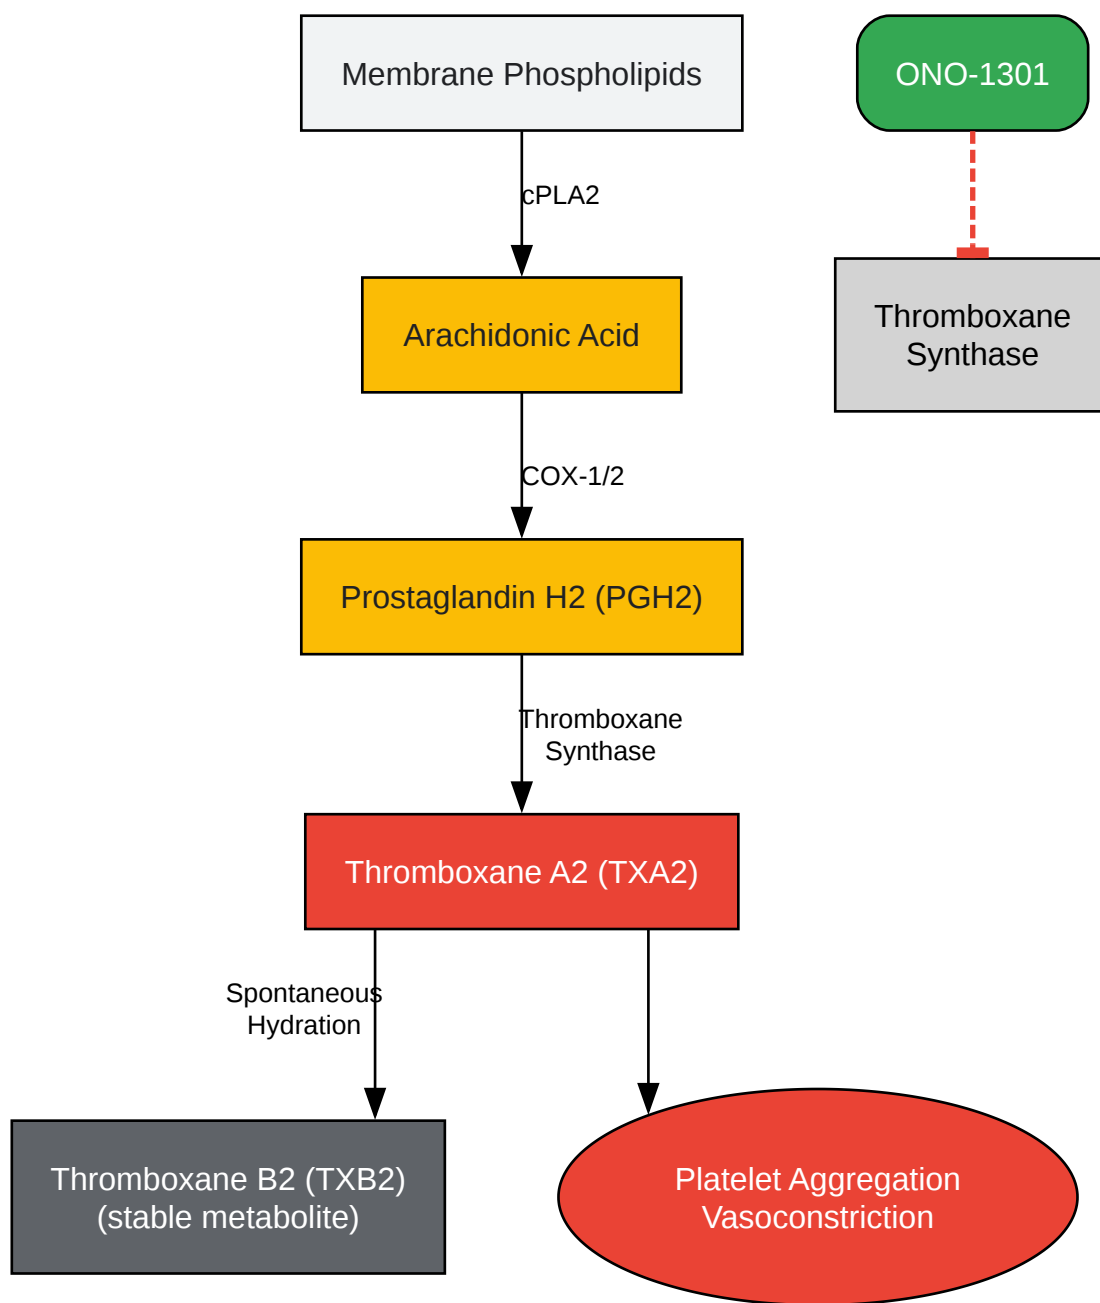 Membrane Phospholipids
ONO-1301
cPLA2
Arachidonic Acid
Thromboxane
Synthase
COX-1/2
Prostaglandin H2 (PGH2)
Thromboxane
Synthase
Thromboxane A2 (TXA2)
Spontaneous
Hydration
Thromboxane B2 (TXB2)
(stable metabolite)
Platelet Aggregation
Vasoconstriction